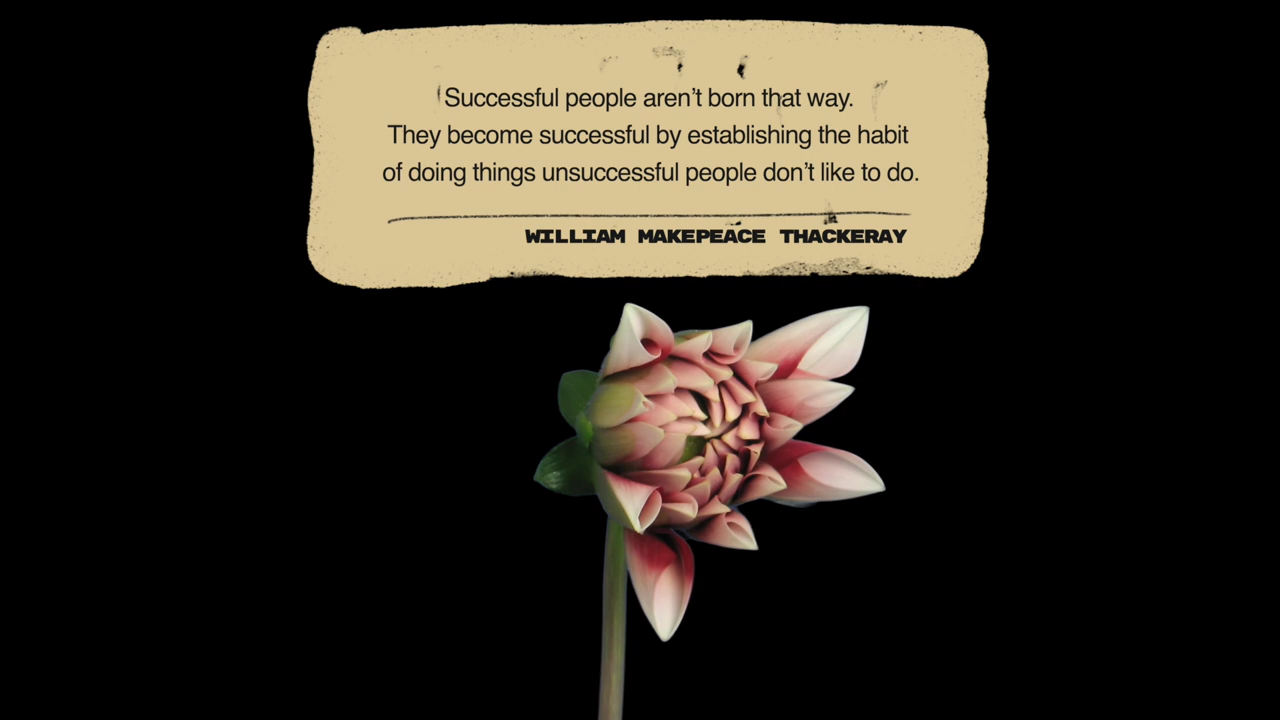 Successful people aren’t born that way.
They become successful by establishing the habit
of doing things unsuccessful people don’t like to do.
WILLIAM MAKEPEACE THACKERAY